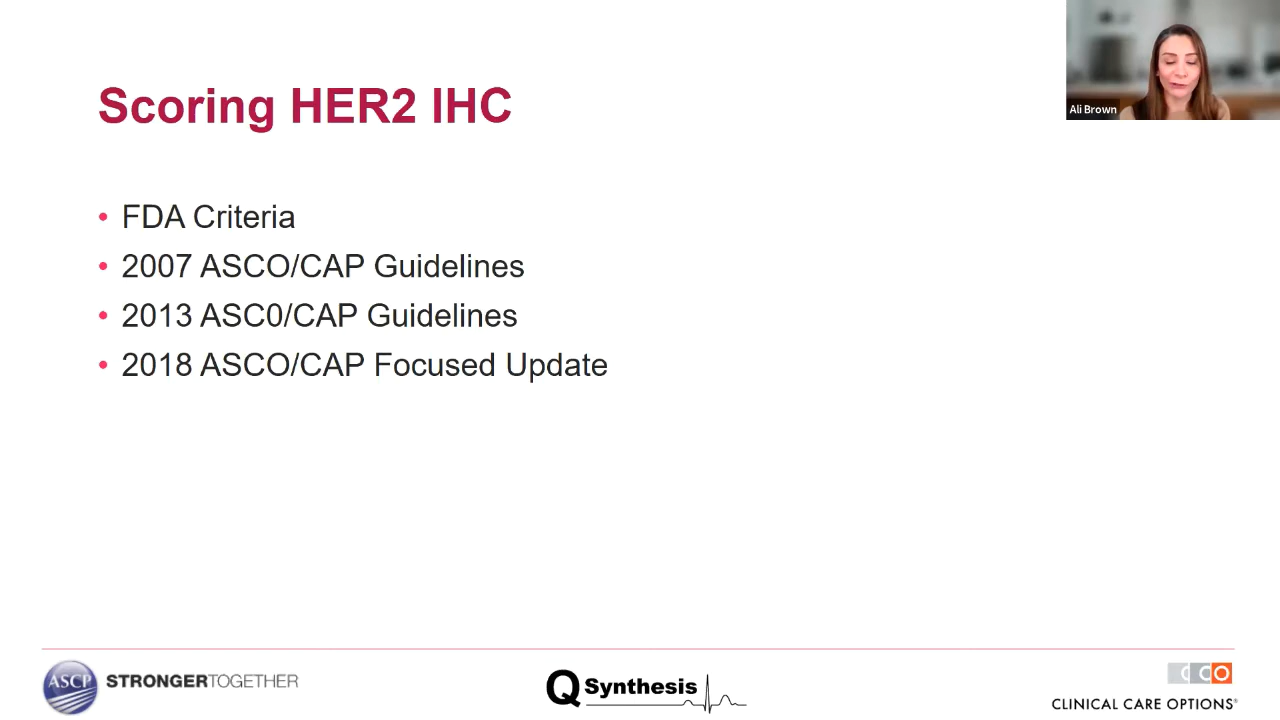 Scoring HER2 IHC
Ali Brown
• FDA Criteria
• 2007 ASCO/CAP Guidelines
• 2013 ASC0/CAP Guidelines
• 2018 ASCO/CAP Focused Update
ASCP STRONGERTOGETHER
Q Synthesis
CCO
CLINICAL CARE OPTIONS®